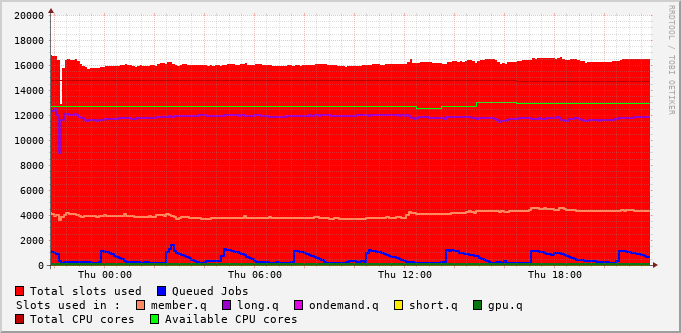 20000
18000
16000
14000
12000
10000
8000
6000
4000
2000
0
Thu 00:00 Thu 06:00 Thu 12:00 Thu 18:00
RRDTOOL / TOBI OETIKER
Total slots used Queued Jobs
Slots used in : member.q long.q ondemand.q short.q gpu.q
Total CPU cores Available CPU cores